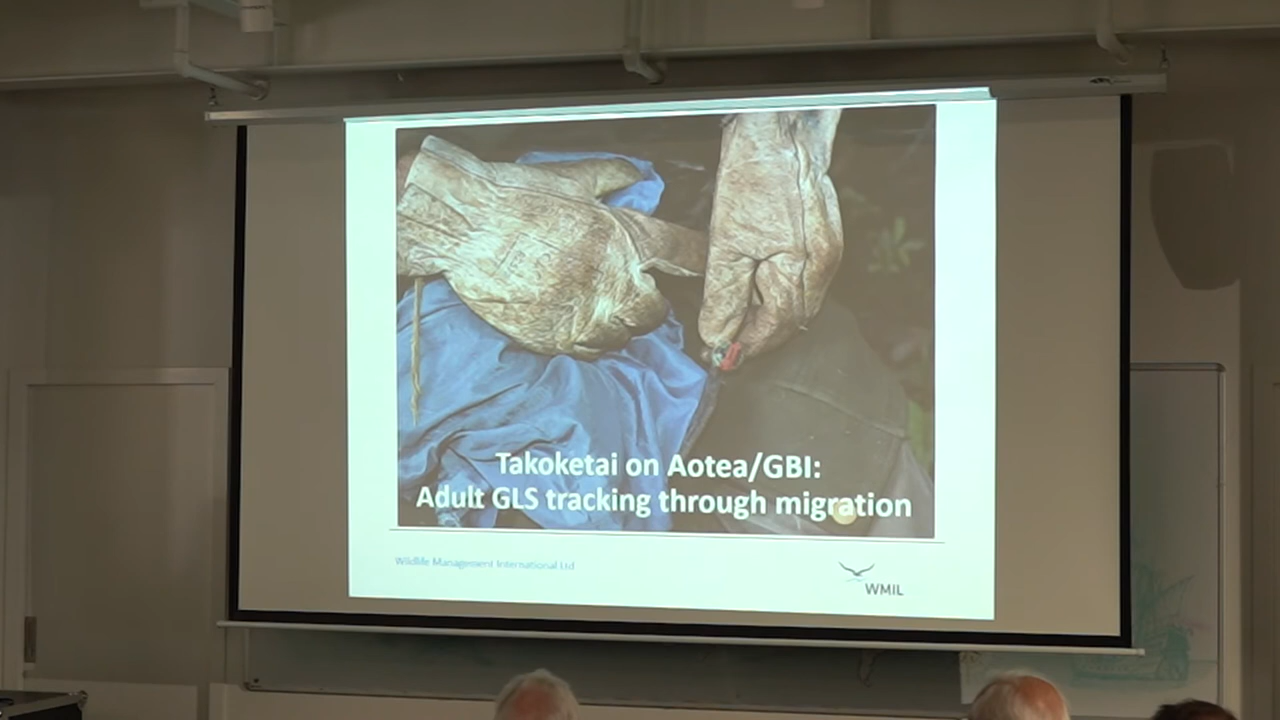 Takoketai on Aotea/GBI:
Adult GLS tracking through migration
Wildlife Management International Ltd
WMIL